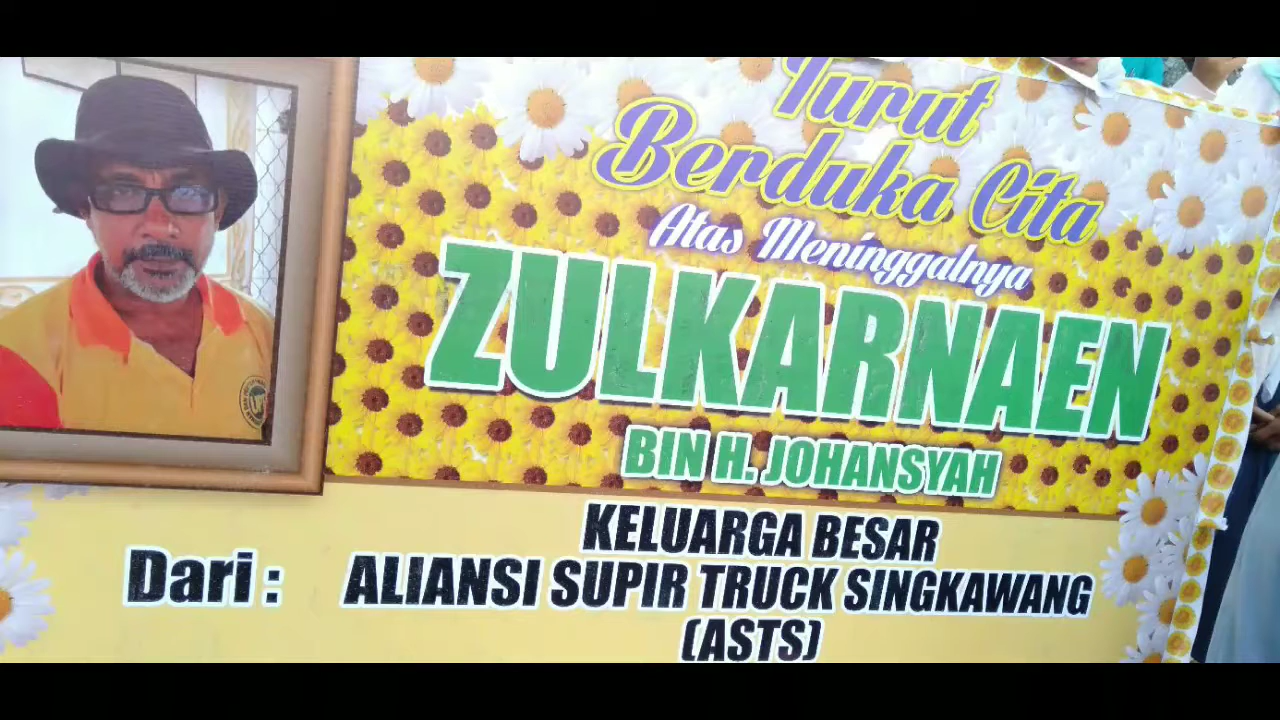 Turut
Berduka Cita
Atas Meninggalnya
ZULKARNAEN
BIN H. JOHANSYAH
KELUARGA BESAR
Dari : ALIANSI SUPIR TRUCK SINGKAWANG
(ASTS)